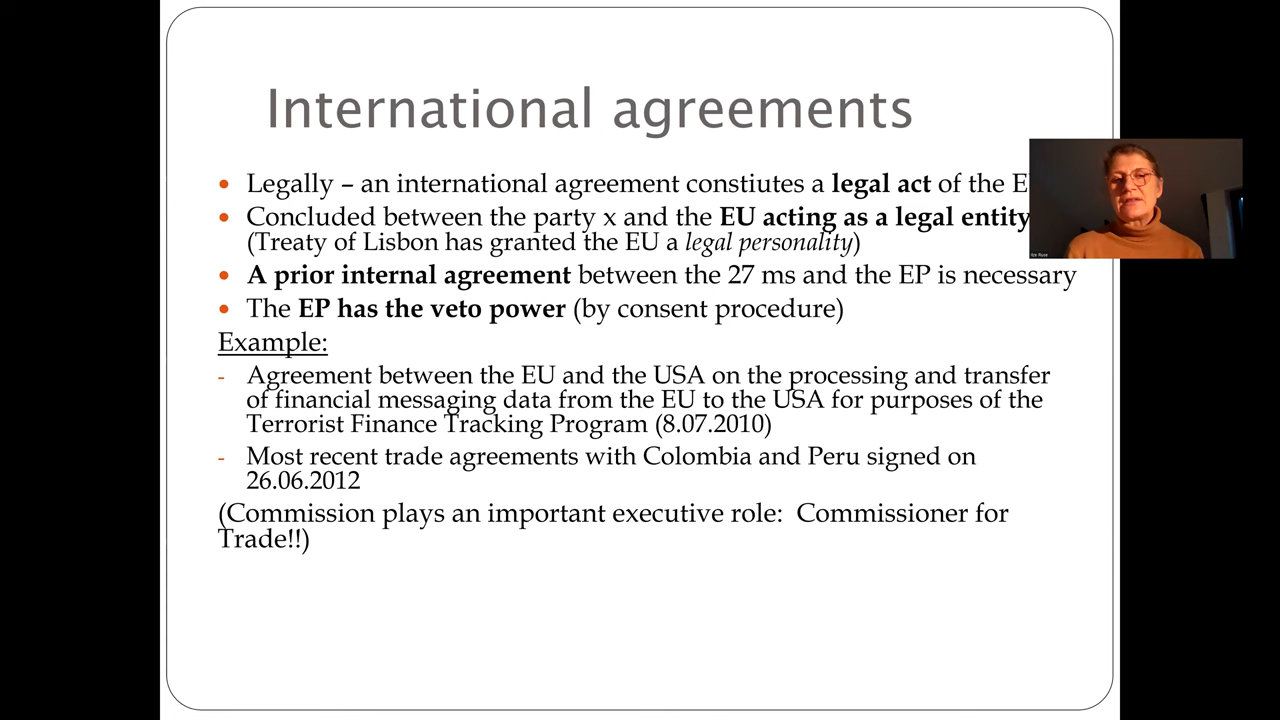 International agreements
Legally – an international agreement constiutes a legal act of the
Concluded between the party x and the EU acting as a legal entity
(Treaty of Lisbon has granted the EU a legal personality)
A prior internal agreement between the 27 ms and the EP is necessary
The EP has the veto power (by consent procedure)
Example:
- Agreement between the EU and the USA on the processing and transfer
of financial messaging data from the EU to the USA for purposes of the
Terrorist Finance Tracking Program (8.07.2010)
- Most recent trade agreements with Colombia and Peru signed on
26.06.2012
(Commission plays an important executive role: Commissioner for
Trade!!)